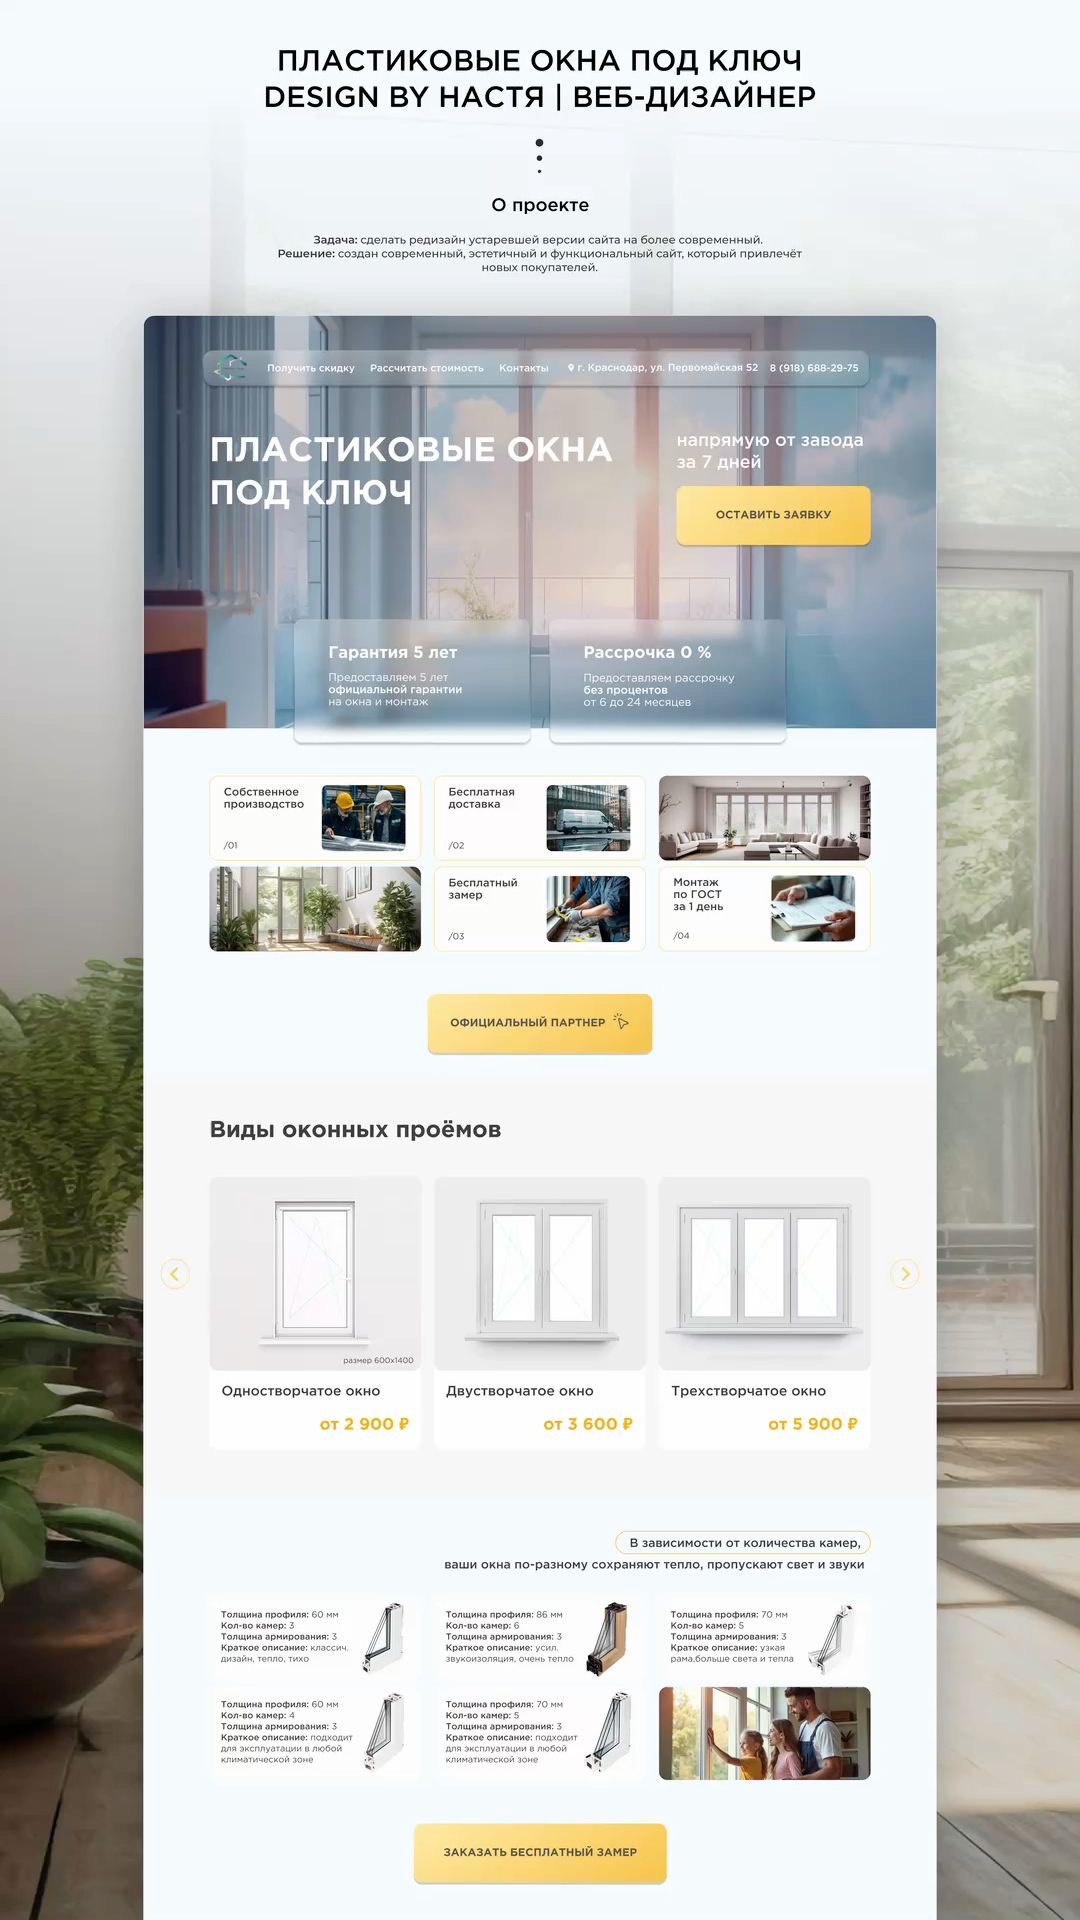 ПЛАСТИКОВЫЕ ОКНА ПОД КЛЮЧ
DESIGN BY НАСТЯ | ВЕБ-ДИЗАЙНЕР
О проекте
Задача: сделать редизайн устаревшей версии сайта на более современный.
Решение: создан современный, эстетичный и функциональный сайт, который привлечёт
новых покупателей.
Получить скидку Рассчитать стоимость Контакты г. Краснодар, ул. Первомайская 52 8 (918) 688-29-75
ПЛАСТИКОВЫЕ ОКНА
ПОД КЛЮЧ
напрямую от завода
за 7 дней
ОСТАВИТЬ ЗАЯВКУ
Гарантия 5 лет
Предоставляем 5 лет
официальной гарантии
на окна и монтаж
Рассрочка 0 %
Предоставляем рассрочку
без процентов
от 6 до 24 месяцев
Собственное
производство
/01
Бесплатная
доставка
/02
Бесплатный
замер
/03
Монтаж
по ГОСТ
за 1 день
/04
ОФИЦИАЛЬНЫЙ ПАРТНЕР
Виды оконных проёмов
размер 600х1400
Одностворчатое окно
от 2 900 ₽
Двустворчатое окно
от 3 600 ₽
Трехстворчатое окно
от 5 900 ₽
В зависимости от количества камер,
ваши окна по-разному сохраняют тепло, пропускают свет и звуки
Толщина профиля: 60 мм
Кол-во камер: 3
Толщина армирования: 3
Краткое описание: классич.
дизайн, тепло, тихо
Толщина профиля: 86 мм
Кол-во камер: 6
Толщина армирования: 3
Краткое описание: усил.
звукоизоляция, очень тепло
Толщина профиля: 70 мм
Кол-во камер: 5
Толщина армирования: 3
Краткое описание: узкая
рама,больше света и тепла
Толщина профиля: 60 мм
Кол-во камер: 4
Толщина армирования: 3
Краткое описание: подходит
для эксплуатации в любой
климатической зоне
Толщина профиля: 70 мм
Кол-во камер: 5
Толщина армирования: 3
Краткое описание: подходит
для эксплуатации в любой
климатической зоне
ЗАКАЗАТЬ БЕСПЛАТНЫЙ ЗАМЕР